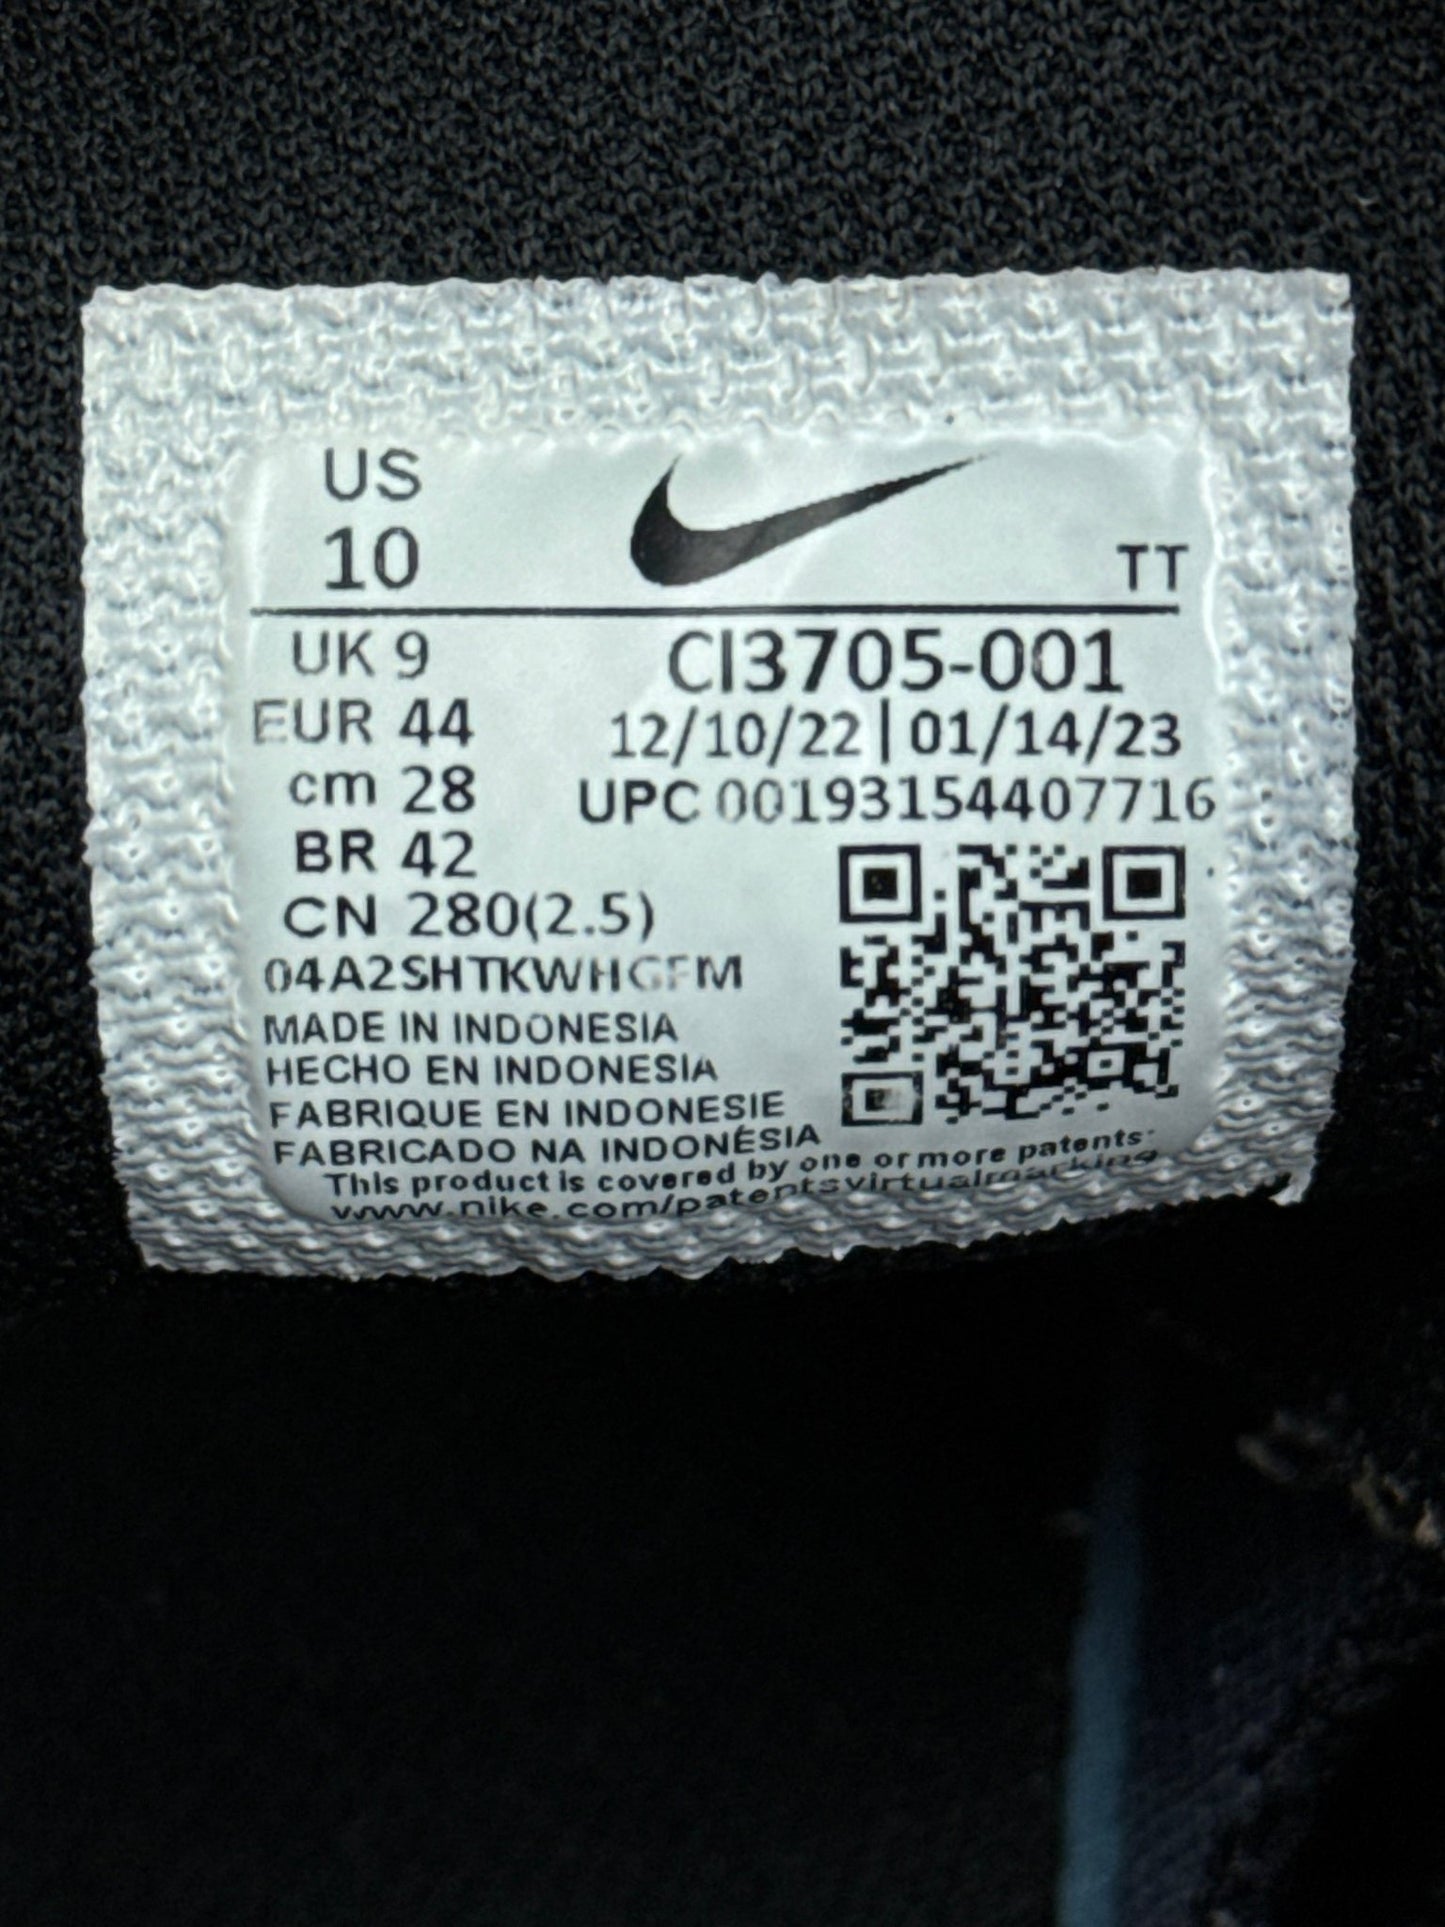 US
10
TT
UK 9
CI3705-001
EUR 44
12/10/22 | 01/14/23
cm 28
UPC 00193154407716
BR 42
CN 280(2.5)
04A2SHTKWHGFM
MADE IN INDONESIA
HECHO EN INDONESIA
FABRIQUE EN INDONESIE
FABRICADO NA INDONÉSIA
This product is covered by one or more patents-
www.nike.com/patentsvirtualmarking